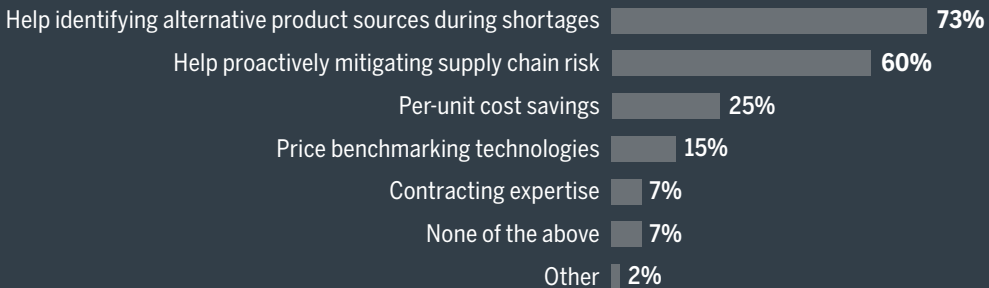 Help identifying alternative product sources during shortages 73%
Help proactively mitigating supply chain risk 60%
Per-unit cost savings 25%
Price benchmarking technologies 15%
Contracting expertise 7%
None of the above 7%
Other 2%